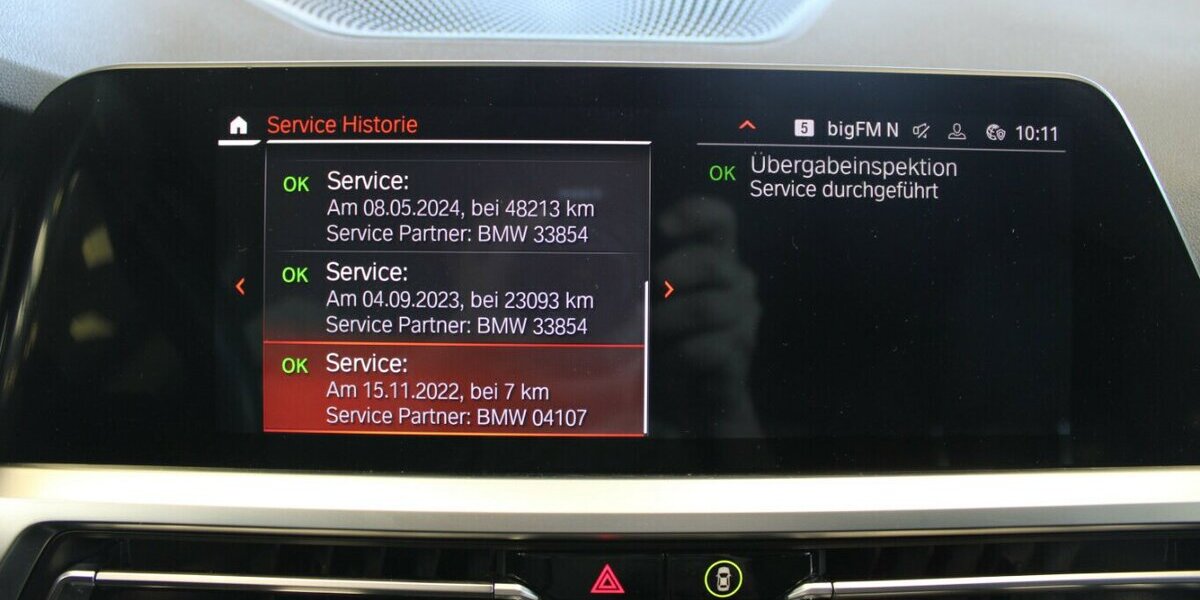 Service Historie
5 bigFM N 10:11
OK Service:
Am 08.05.2024, bei 48213 km
Service Partner: BMW 33854
OK Service:
Am 04.09.2023, bei 23093 km
Service Partner: BMW 33854
OK Service:
Am 15.11.2022, bei 7 km
Service Partner: BMW 04107
OK Übergabeinspektion
Service durchgeführt